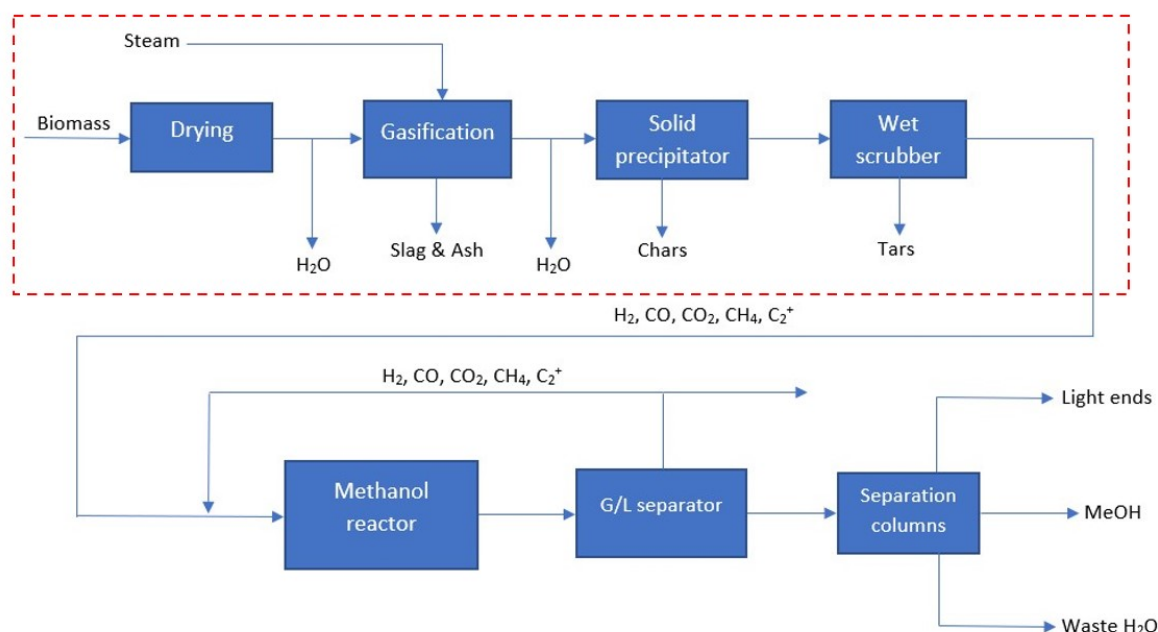 Steam
Biomass
Drying
Gasification
Solid
precipitator
Wet
scrubber
H₂O
Slag & Ash
H₂O
Chars
Tars
H₂, CO, CO₂, CH₄, C₂⁺
H₂, CO, CO₂, CH₄, C₂⁺
Light ends
Methanol
reactor
G/L separator
Separation
columns
MeOH
Waste H₂O